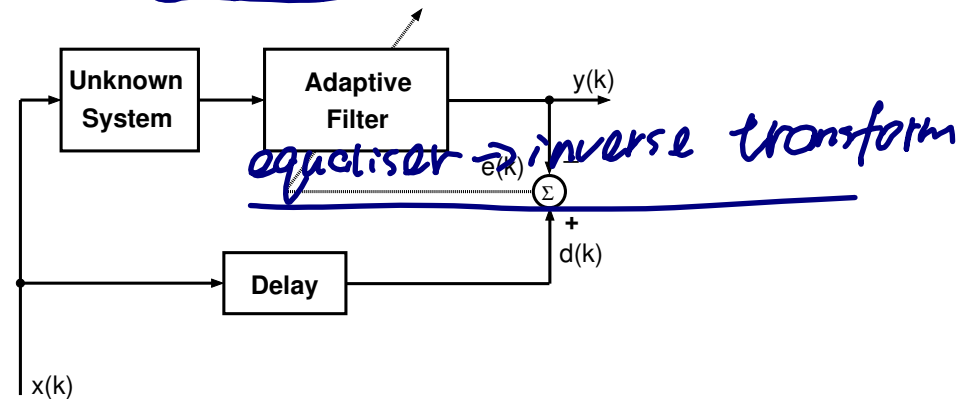 Unknown
System
Adaptive
Filter
y(k)
equaliser → inverse transform
e(k)
−
Σ
+
d(k)
Delay
x(k)